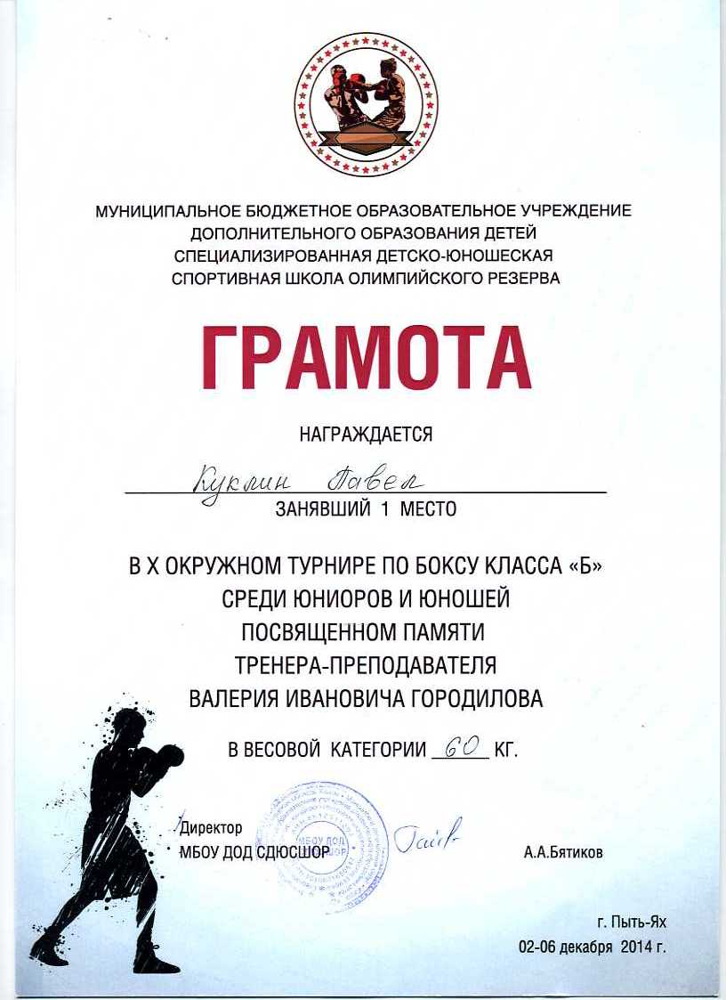 МУНИЦИПАЛЬНОЕ БЮДЖЕТНОЕ ОБРАЗОВАТЕЛЬНОЕ УЧРЕЖДЕНИЕ
ДОПОЛНИТЕЛЬНОГО ОБРАЗОВАНИЯ ДЕТЕЙ
СПЕЦИАЛИЗИРОВАННАЯ ДЕТСКО-ЮНОШЕСКАЯ
СПОРТИВНАЯ ШКОЛА ОЛИМПИЙСКОГО РЕЗЕРВА
ГРАМОТА
НАГРАЖДАЕТСЯ
Куклин Павел
ЗАНЯВШИЙ 1 МЕСТО
В X ОКРУЖНОМ ТУРНИРЕ ПО БОКСУ КЛАССА «Б»
СРЕДИ ЮНИОРОВ И ЮНОШЕЙ
ПОСВЯЩЕННОМ ПАМЯТИ
ТРЕНЕРА-ПРЕПОДАВАТЕЛЯ
ВАЛЕРИЯ ИВАНОВИЧА ГОРОДИЛОВА
В ВЕСОВОЙ КАТЕГОРИИ 60 КГ.
Директор
МБОУ ДОД СДЮСШОР А.А.Бятиков
МБОУ ДОД
г. Пыть-Ях
02-06 декабря 2014 г.